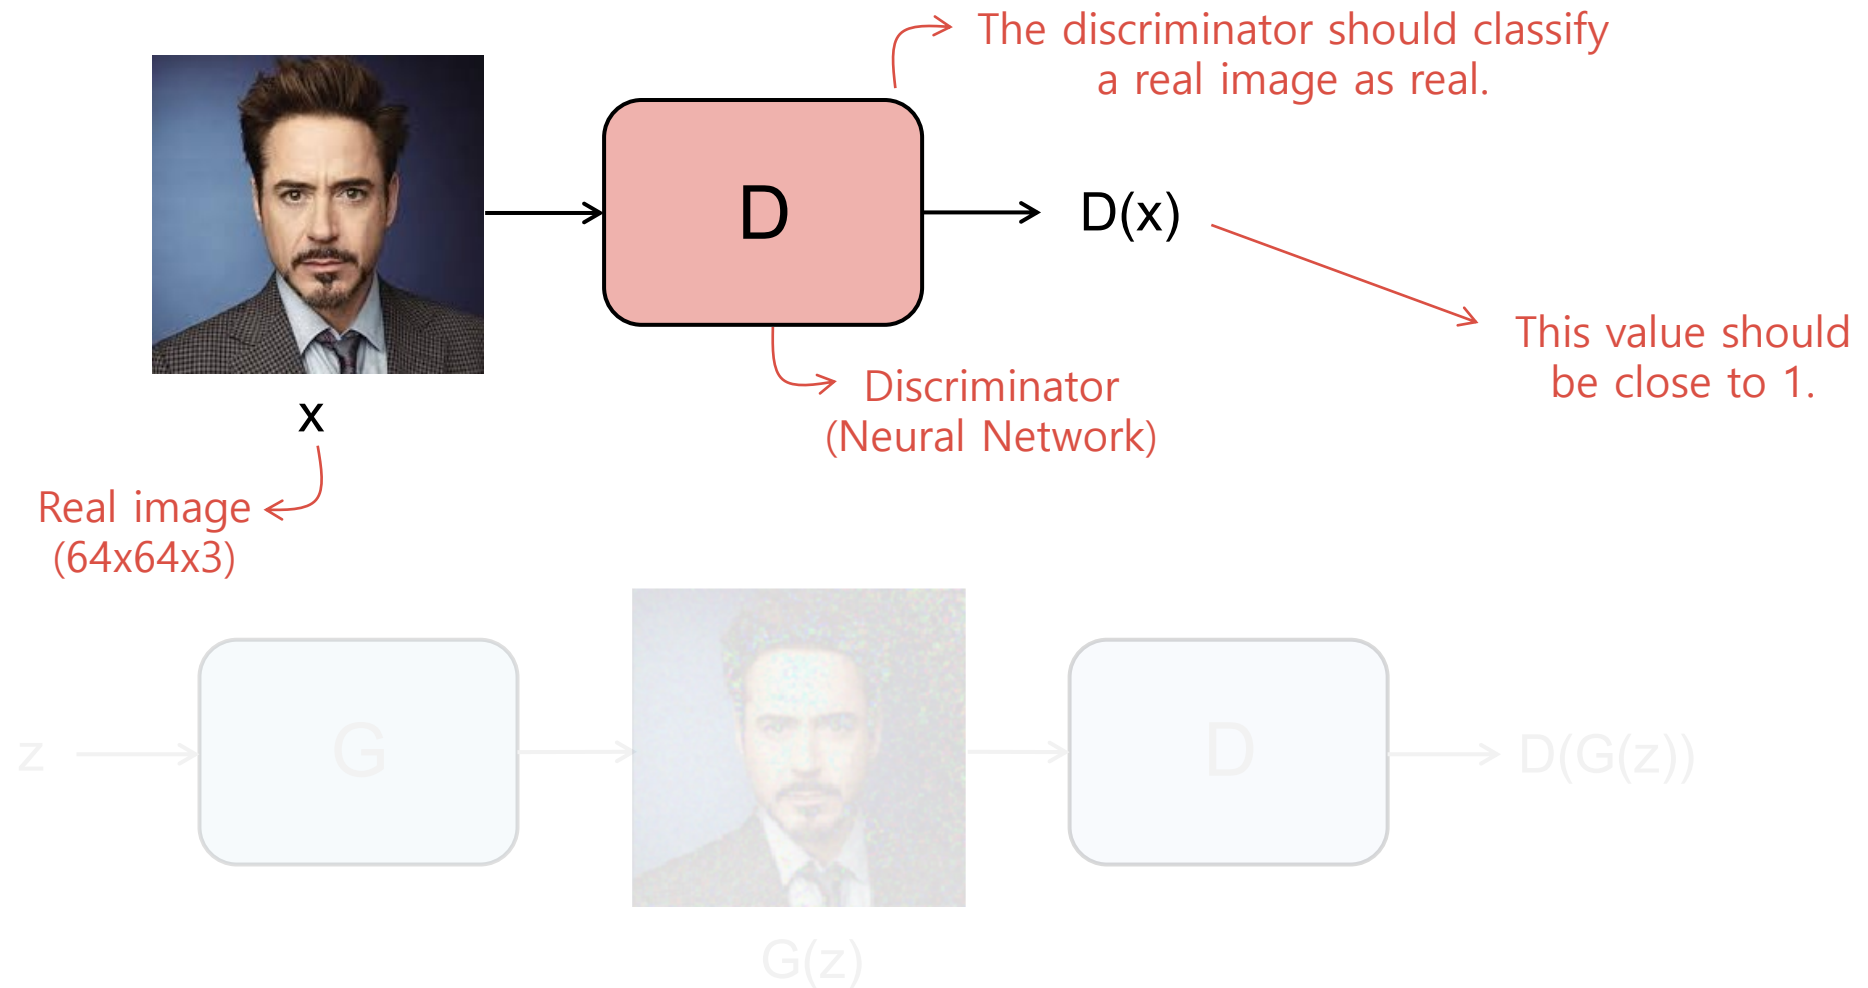 The discriminator should classify
a real image as real.
D
D(x)
This value should
be close to 1.
Discriminator
(Neural Network)
x
Real image
(64x64x3)
z
G
D
D(G(z))
G(z)